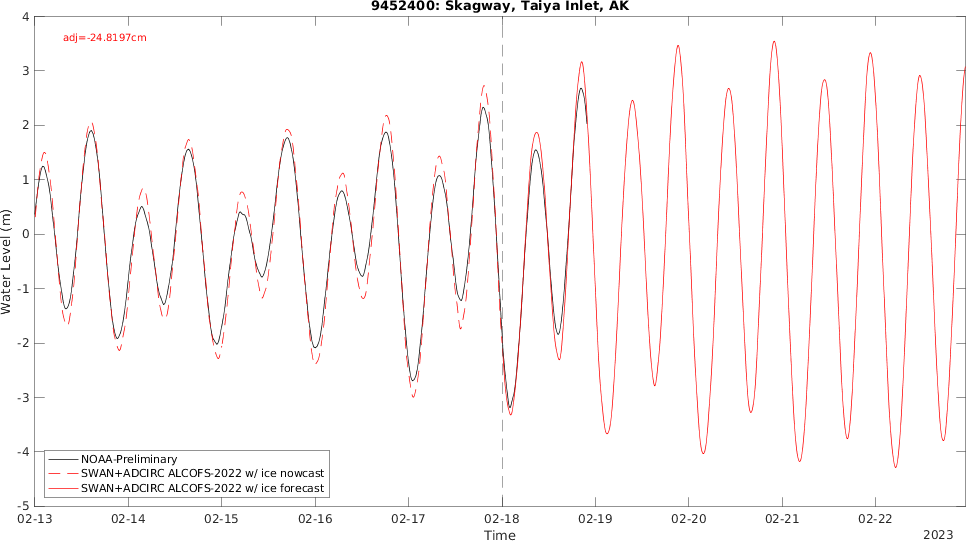 9452400: Skagway, Taiya Inlet, AK
adj=-24.8197cm
Water Level (m)
4
3
2
1
0
-1
-2
-3
-4
-5
NOAA-Preliminary
SWAN+ADCIRC ALCOFS-2022 w/ ice nowcast
SWAN+ADCIRC ALCOFS-2022 w/ ice forecast
02-13 02-14 02-15 02-16 02-17 02-18 02-19 02-20 02-21 02-22
Time
2023